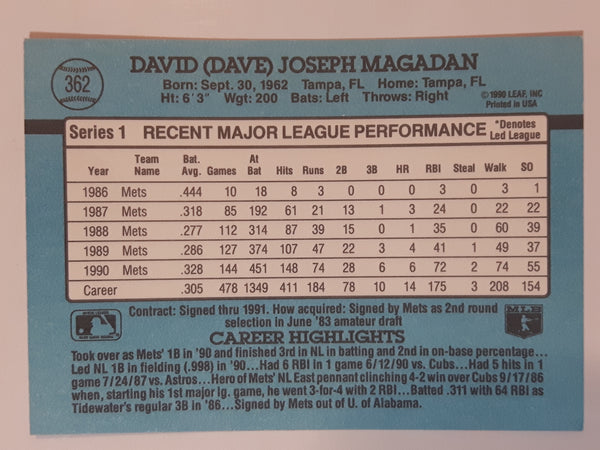 362
DAVID (DAVE) JOSEPH MAGADAN
Born: Sept. 30, 1962 Tampa, FL Home: Tampa, FL
Ht: 6'3" Wgt: 200 Bats: Left Throws: Right
©1990 LEAF, INC
Printed in USA
Series 1 RECENT MAJOR LEAGUE PERFORMANCE *Denotes Led League
Year Team Name Bat. Avg. Games At Bat Hits Runs 2B 3B HR RBI Steal Walk SO
1986 Mets .444 10 18 8 3 0 0 0 3 0 3 1
1987 Mets .318 85 192 61 21 13 1 3 24 0 22 22
1988 Mets .277 112 314 87 39 15 0 1 35 0 60 39
1989 Mets .286 127 374 107 47 22 3 4 41 1 49 37
1990 Mets .328 144 451 148 74 28 6 6 72 2 74 55
Career .305 478 1349 411 184 78 10 14 175 3 208 154
Contract: Signed thru 1991. How acquired: Signed by Mets as 2nd round
selection in June '83 amateur draft
MLB
CAREER HIGHLIGHTS
Took over as Mets' 1B in '90 and finished 3rd in NL in batting and 2nd in on-base percentage...
Led NL 1B in fielding (.998) in '90...Had 6 RBI in 1 game 6/12/90 vs Cubs...Had 5 hits in 1
game 7/24/87 vs Astros...Hero of Mets' NL East pennant clinching 4-2 win over Cubs 9/17/86
when, starting his 1st major lg. game, he went 3-for-4 with 2 RBI...Batted .311 with 64 RBI as
Tidewater's regular 3B in '86...Signed by Mets out of U. of Alabama.